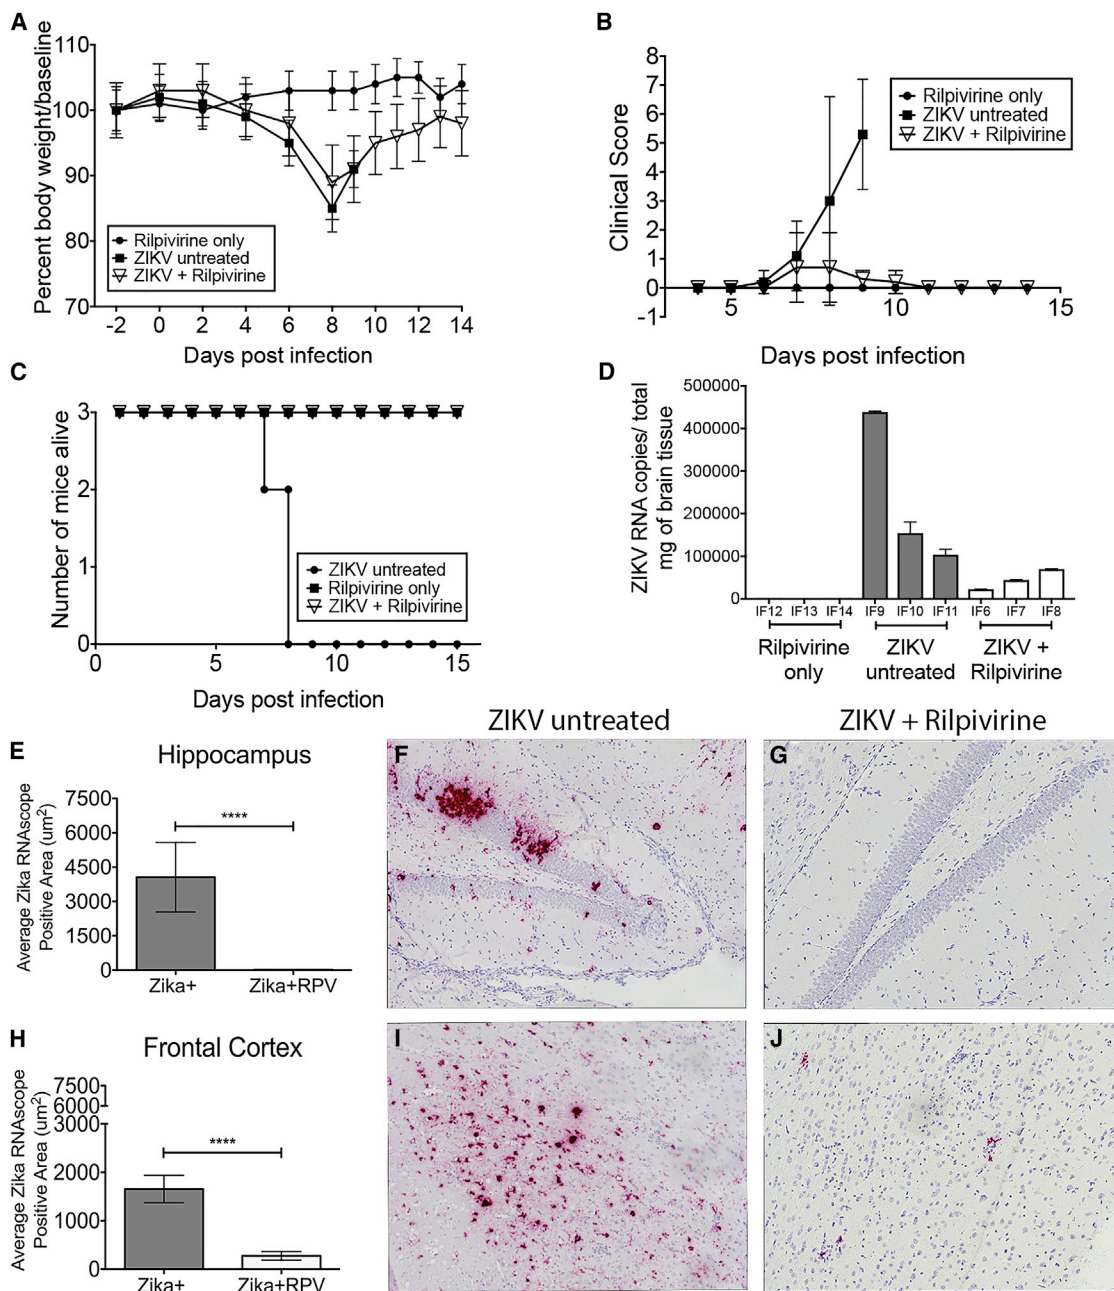 A
Percent body weight/baseline
110
100
90
80
70
Rilpivirine only
ZIKV untreated
ZIKV + Rilpivirine
-2 0 2 4 6 8 10 12 14
Days post infection
B
Clinical Score
8
7
6
5
4
3
2
1
0
-1
5 10 15
Rilpivirine only
ZIKV untreated
ZIKV + Rilpivirine
Days post infection
C
Number of mice alive
3
2
1
0
0 5 10 15
ZIKV untreated
Rilpivirine only
ZIKV + Rilpivirine
Days post infection
D
ZIKV RNA copies/ total
mg of brain tissue
500000
400000
300000
200000
100000
0
IF12 IF13 IF14 IF9 IF10 IF11 IF6 IF7 IF8
Rilpivirine
only
ZIKV
untreated
ZIKV +
Rilpivirine
E
Hippocampus
Average Zika RNAscope
Positive Area (um²)
7500
6000
4500
3000
1500
0
****
Zika+ Zika+RPV
ZIKV untreated
ZIKV + Rilpivirine
F
G
H
Frontal Cortex
Average Zika RNAscope
Positive Area (um²)
7500
6000
3000
2000
1000
0
****
Zika+ Zika+RPV
I
J